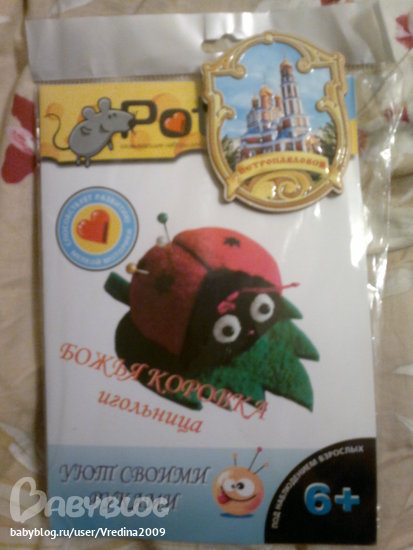 Pot
ПЕТРОПАВЛОВСК
БОЖЬЯ КОРОВКА
игольница
УЮТ СВОИМИ
РУКАМИ
ПОД НАБЛЮДЕНИЕМ ВЗРОСЛЫХ
6+
BABYBLOG
babyblog.ru/user/Vredina2009